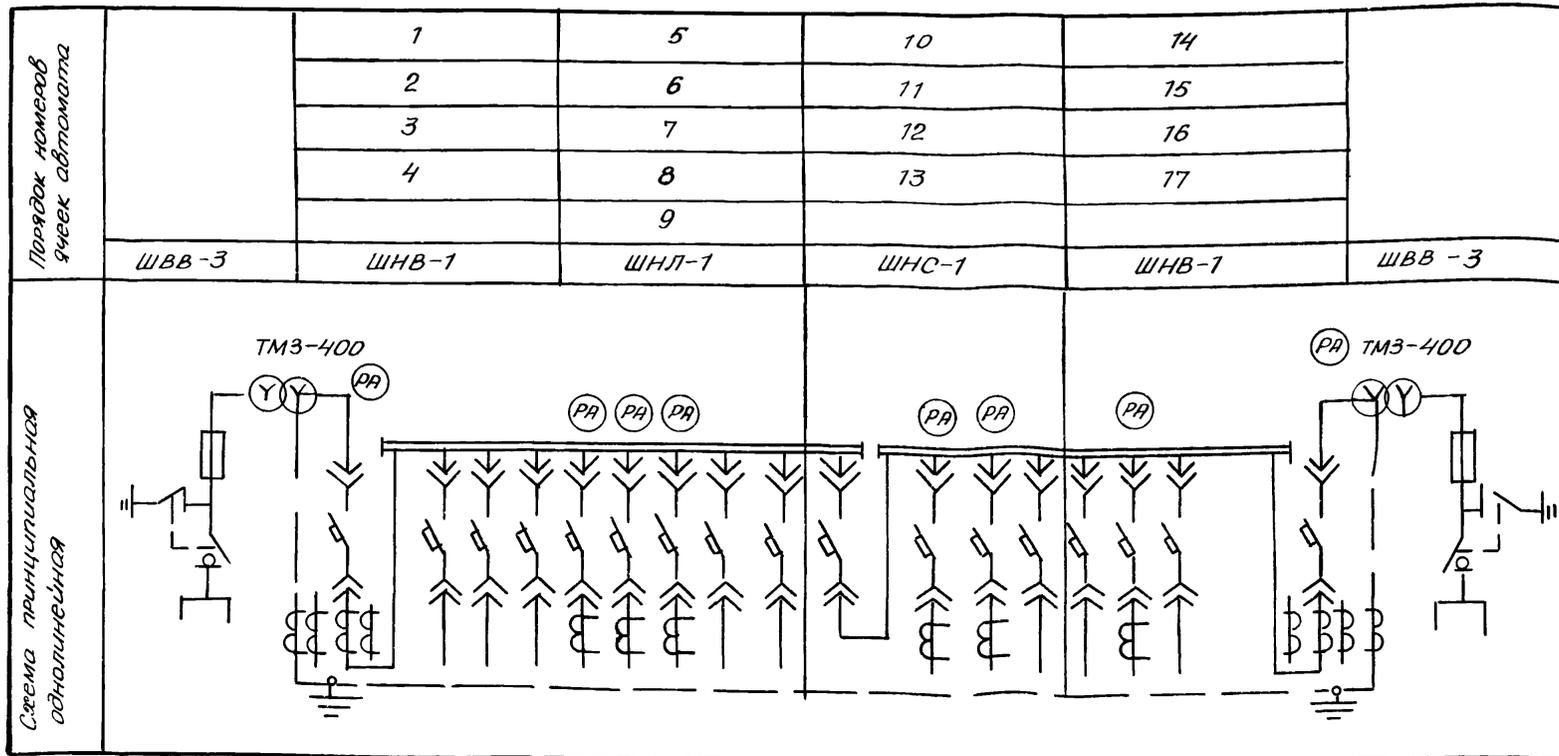 Порядок номеров
ячеек автомата
1 5 10 14
2 6 11 15
3 7 12 16
4 8 13 17
9
ШВВ-3 ШНВ-1 ШНЛ-1 ШНС-1 ШНВ-1 ШВВ-3
Схема принципиальная
однолинейная
ТМЗ-400 PA ТМЗ-400
PA
PA PA PA PA PA PA
Y Y Y Y